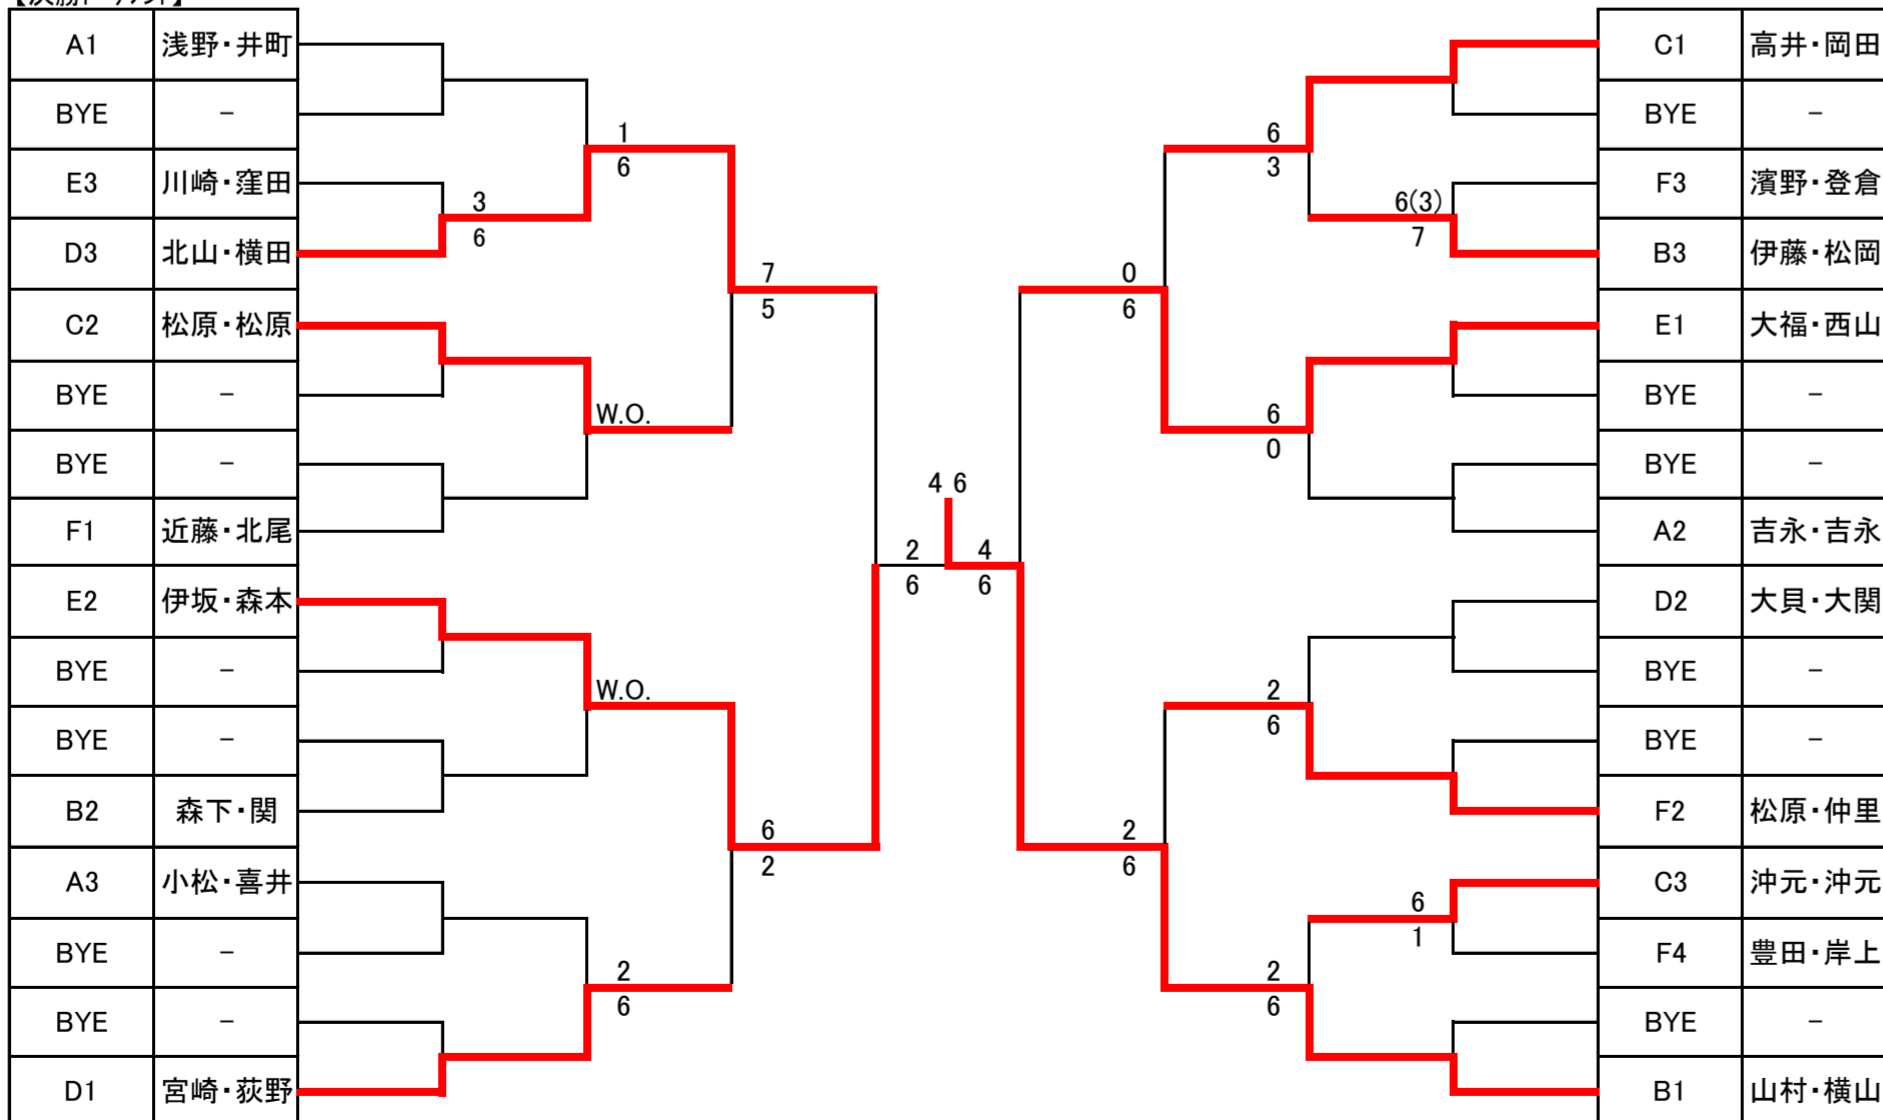 A1 浅野・井町
BYE －
E3 川崎・窪田
D3 北山・横田
C2 松原・松原
BYE －
BYE －
F1 近藤・北尾
E2 伊坂・森本
BYE －
BYE －
B2 森下・関
A3 小松・喜井
BYE －
BYE －
D1 宮崎・荻野
3
6
1
6
W.O.
W.O.
2
6
7
5
6
2
2
6
4 6
4
6
0
6
2
6
6
3
6
0
2
6
2
6
6(3)
7
6
1
C1 高井・岡田
BYE －
F3 濱野・登倉
B3 伊藤・松岡
E1 大福・西山
BYE －
BYE －
A2 吉永・吉永
D2 大貝・大関
BYE －
BYE －
F2 松原・仲里
C3 沖元・沖元
F4 豊田・岸上
BYE －
B1 山村・横山